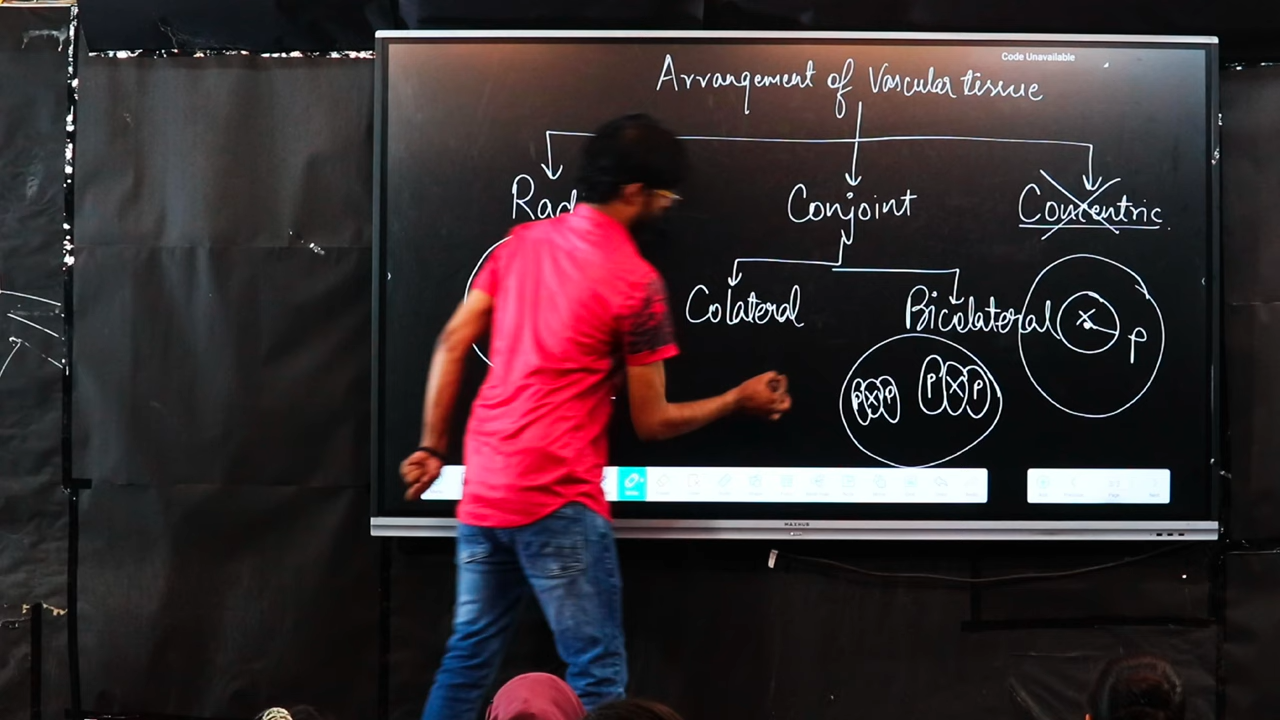 Code Unavailable
Arrangement of Vascular tissue
Conjoint
Concentric
Colateral
Bicolateral
X
P
P X P
P X P
MAXHUB